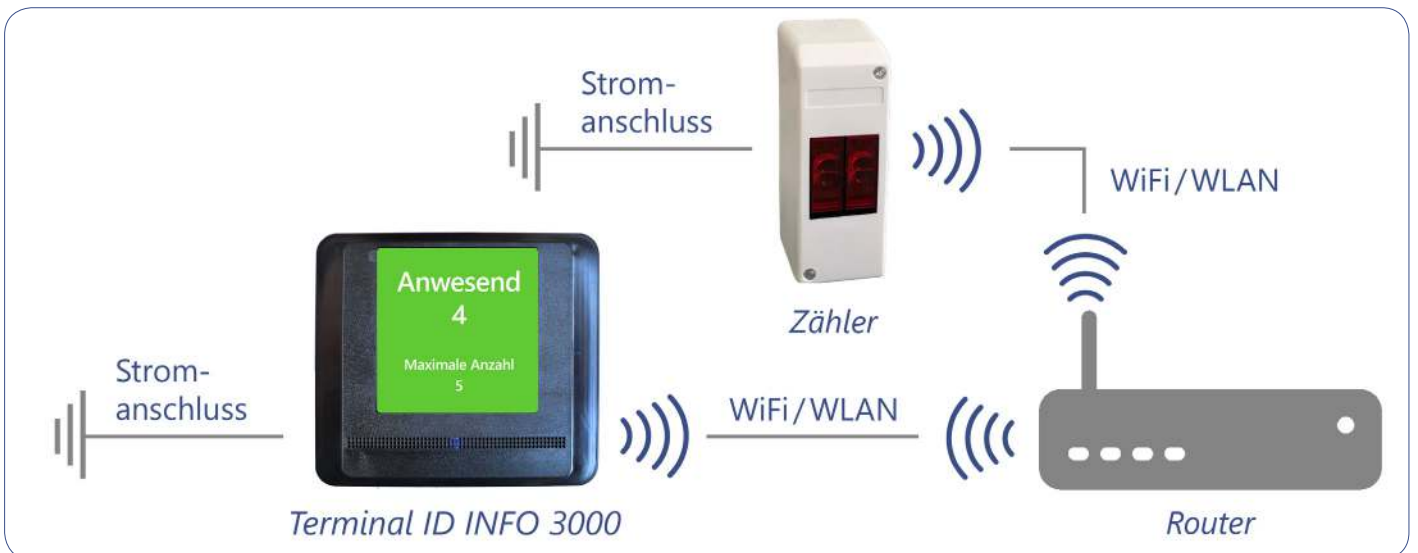 Strom-
anschluss
WiFi/WLAN
Zähler
Anwesend
4
Maximale Anzahl
5
Strom-
anschluss
WiFi/WLAN
Terminal ID INFO 3000
Router